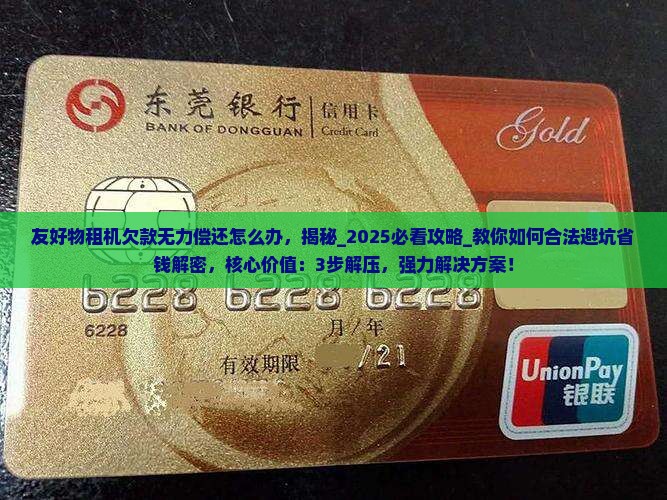 东莞银行 信用卡
BANK OF DONGGUAN Credit Card
Gold
友好物租机欠款无力偿还怎么办，揭秘_2025必看攻略_教你如何合法避坑省
钱解密，核心价值：3步解压，强力解决方案！
6228 6228 6228 6228
6228
月/年
有效期限 /21
UnionPay
银联